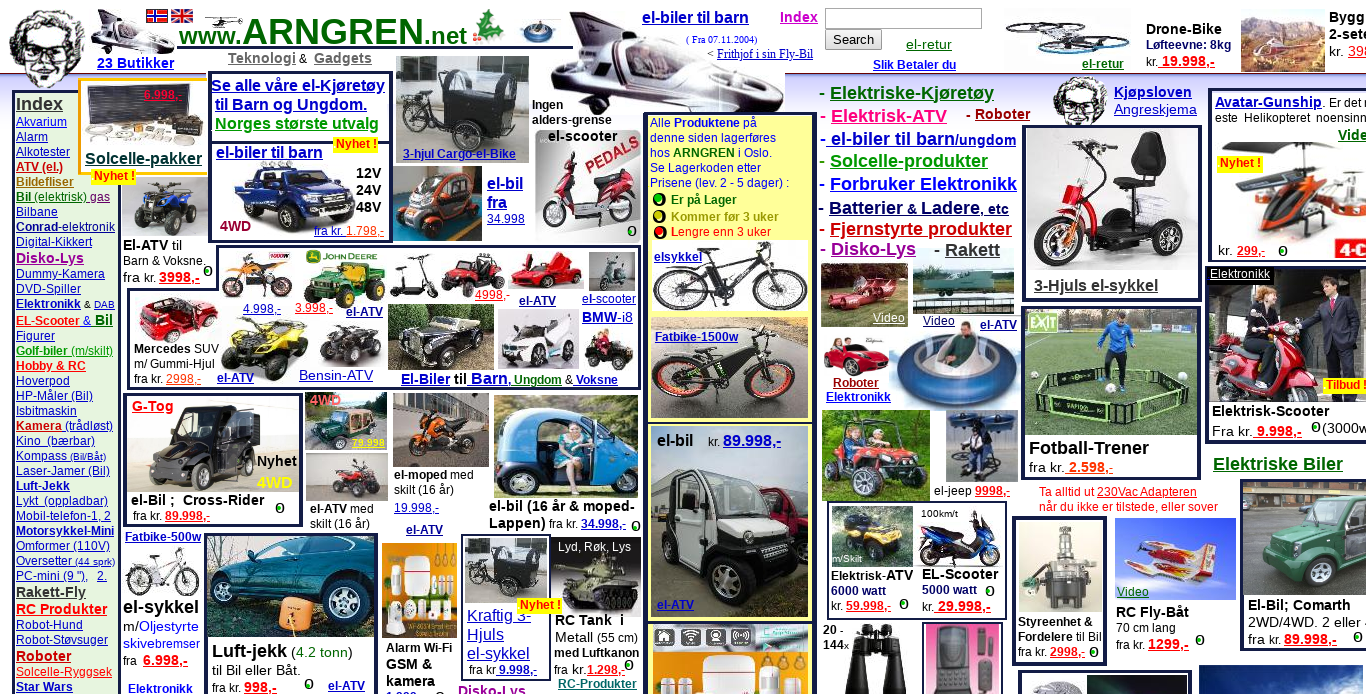 www.ARNGREN.net
23 Butikker
Teknologi & Gadgets
el-biler til barn
( Fra 07.11.2004)
< Frithjof i sin Fly-Bil
Index
Search
el-retur
Slik Betaler du
el-retur
Drone-Bike
Løfteevne: 8kg
kr. 19.998,-
Bygg
2-sete
kr. 398
Index
Akvarium
Alarm
Alkotester
ATV (el.)
Bildefliser
Bil (elektrisk) gas
Bilbane
Conrad-elektronik
Digital-Kikkert
Disko-Lys
Dummy-Kamera
DVD-Spiller
Elektronikk & DAB
EL-Scooter & Bil
Figurer
Golf-biler (m/skilt)
Hobby & RC
Hoverpod
HP-Måler (Bil)
Isbitmaskin
Kamera (trådløst)
Kino (bærbar)
Kompass (Bil/Båt)
Laser-Jamer (Bil)
Luft-Jekk
Lykt (oppladbar)
Mobil-telefon-1, 2
Motorsykkel-Mini
Omformer (110V)
Oversetter (44 sprk)
PC-mini (9 "), 2.
Rakett-Fly
RC Produkter
Robot-Hund
Robot-Støvsuger
Roboter
Solcelle-Ryggsek
Star Wars
6.998,-
Solcelle-pakker
Nyhet !
Se alle våre el-Kjøretøy
til Barn og Ungdom.
Norges største utvalg
Nyhet !
el-biler til barn
12V
24V
48V
4WD
fra kr. 1.798,-
3-hjul Cargo-el-Bike
el-bil
fra
34.998
Ingen
alders-grense
el-scooter
PEDALS
El-ATV til
Barn & Voksne.
fra kr. 3998,-
1000W
4.998,-
JOHN DEERE
3.998,-
el-ATV
4998,-
el-ATV
el-scooter
BMW-i8
Mercedes SUV
m/ Gummi-Hjul
fra kr. 2998,-
el-ATV
Bensin-ATV
El-Biler til Barn, Ungdom & Voksne
G-Tog
Nyhet
4WD
el-Bil ; Cross-Rider
fra kr. 89.998,-
4WD
79.998
el-ATV med
skilt (16 år)
el-moped med
skilt (16 år)
19.998,-
el-ATV
el-bil (16 år & moped-
Lappen) fra kr. 34.998,-
Fatbike-500w
el-sykkel
m/Oljestyrte
skivebremser
fra 6.998,-
Elektronikk
Luft-jekk (4.2 tonn)
til Bil eller Båt.
fra kr. 998,-
el-ATV
Alarm Wi-Fi
GSM &
kamera
Nyhet !
Kraftig 3-
Hjuls
el-sykkel
fra kr 9.998,-
Disko-Lys
Lyd, Røk, Lys
RC Tank i
Metall (55 cm)
med Luftkanon
fra kr.1.298,-
RC-Produkter
Alle Produktene på
denne siden lagerføres
hos ARNGREN i Oslo.
Se Lagerkoden etter
Prisene (lev. 2 - 5 dager) :
Er på Lager
Kommer før 3 uker
Lengre enn 3 uker
elsykkel
Fatbike-1500w
el-bil kr. 89.998,-
el-ATV
- Elektriske-Kjøretøy
- Elektrisk-ATV - Roboter
- el-biler til barn/ungdom
- Solcelle-produkter
- Forbruker Elektronikk
- Batterier & Ladere, etc
- Fjernstyrte produkter
- Disko-Lys - Rakett
Video
Video
el-ATV
Roboter
Elektronikk
el-jeep 9998,-
m/Skilt
Elektrisk-ATV
6000 watt
kr. 59.998,-
100km/t
EL-Scooter
5000 watt
kr. 29.998,-
20 -
144x
Kjøpsloven
Angreskjema
3-Hjuls el-sykkel
EXIT
Fotball-Trener
fra kr. 2.598,-
Ta alltid ut 230Vac Adapteren
når du ikke er tilstede, eller sover
Styreenhet &
Fordelere til Bil
fra kr. 2998,-
Video
RC Fly-Båt
70 cm lang
fra kr. 1299,-
Avatar-Gunship. Er det m
este Helikopteret noensinn
Vide
Nyhet !
kr. 299,-
4-C
Elektronikk
Tilbud !
Elektrisk-Scooter
Fra kr. 9.998,- (3000w
Elektriske Biler
El-Bil; Comarth
2WD/4WD. 2 eller
fra kr. 89.998,-